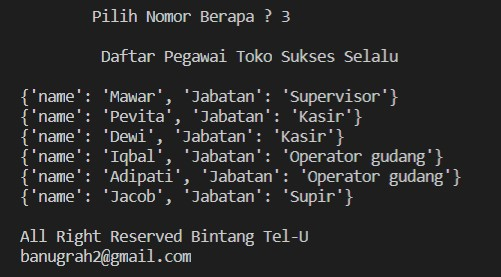 Pilih Nomor Berapa ? 3
Daftar Pegawai Toko Sukses Selalu
{'name': 'Mawar', 'Jabatan': 'Supervisor'}
{'name': 'Pevita', 'Jabatan': 'Kasir'}
{'name': 'Dewi', 'Jabatan': 'Kasir'}
{'name': 'Iqbal', 'Jabatan': 'Operator gudang'}
{'name': 'Adipati', 'Jabatan': 'Operator gudang'}
{'name': 'Jacob', 'Jabatan': 'Supir'}
All Right Reserved Bintang Tel-U
banugrah2@gmail.com